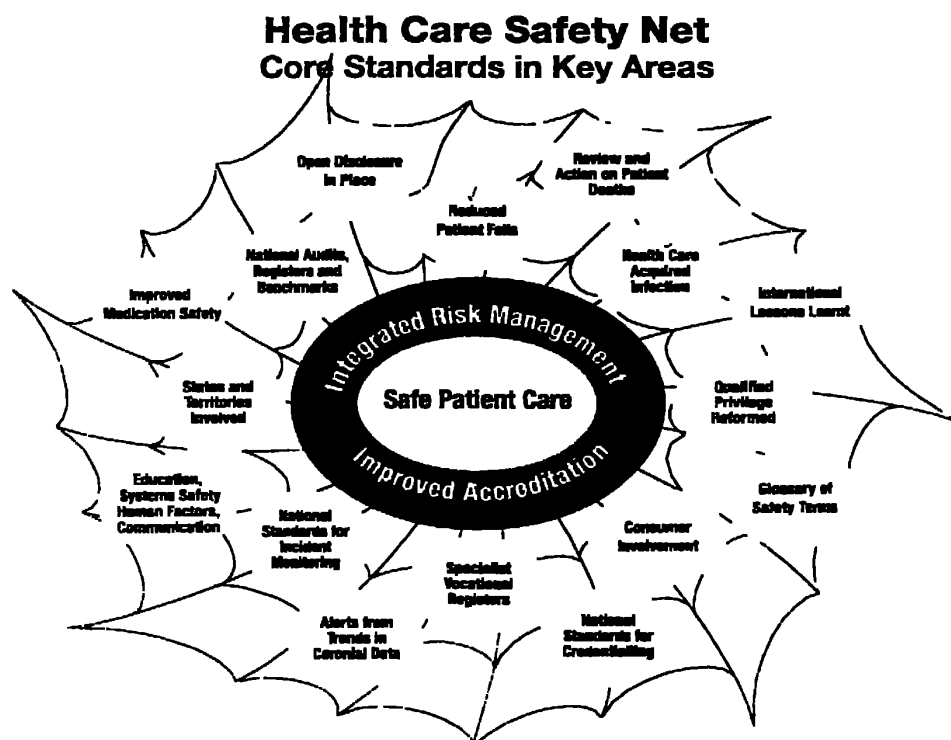 Health Care Safety Net
Core Standards in Key Areas
Open Disclosure
in Place
Review and
Action on Patient
Deaths
Reduced
Patient Falls
National Audits,
Registers and
Benchmarks
Health Care
Acquired
Infection
Improved
Medication Safety
International
Lessons Learnt
Integrated Risk Management
Safe Patient Care
Improved Accreditation
States and
Territories
Involved
Qualified
Privilege
Reformed
Education,
Systems Safety
Human Factors,
Communication
Glossary of
Safety Terms
National
Standards for
Incident
Monitoring
Consumer
Involvement
Specialist
Vocational
Registers
Alerts from
Trends in
Coronial Data
National
Standards for
Credentialling